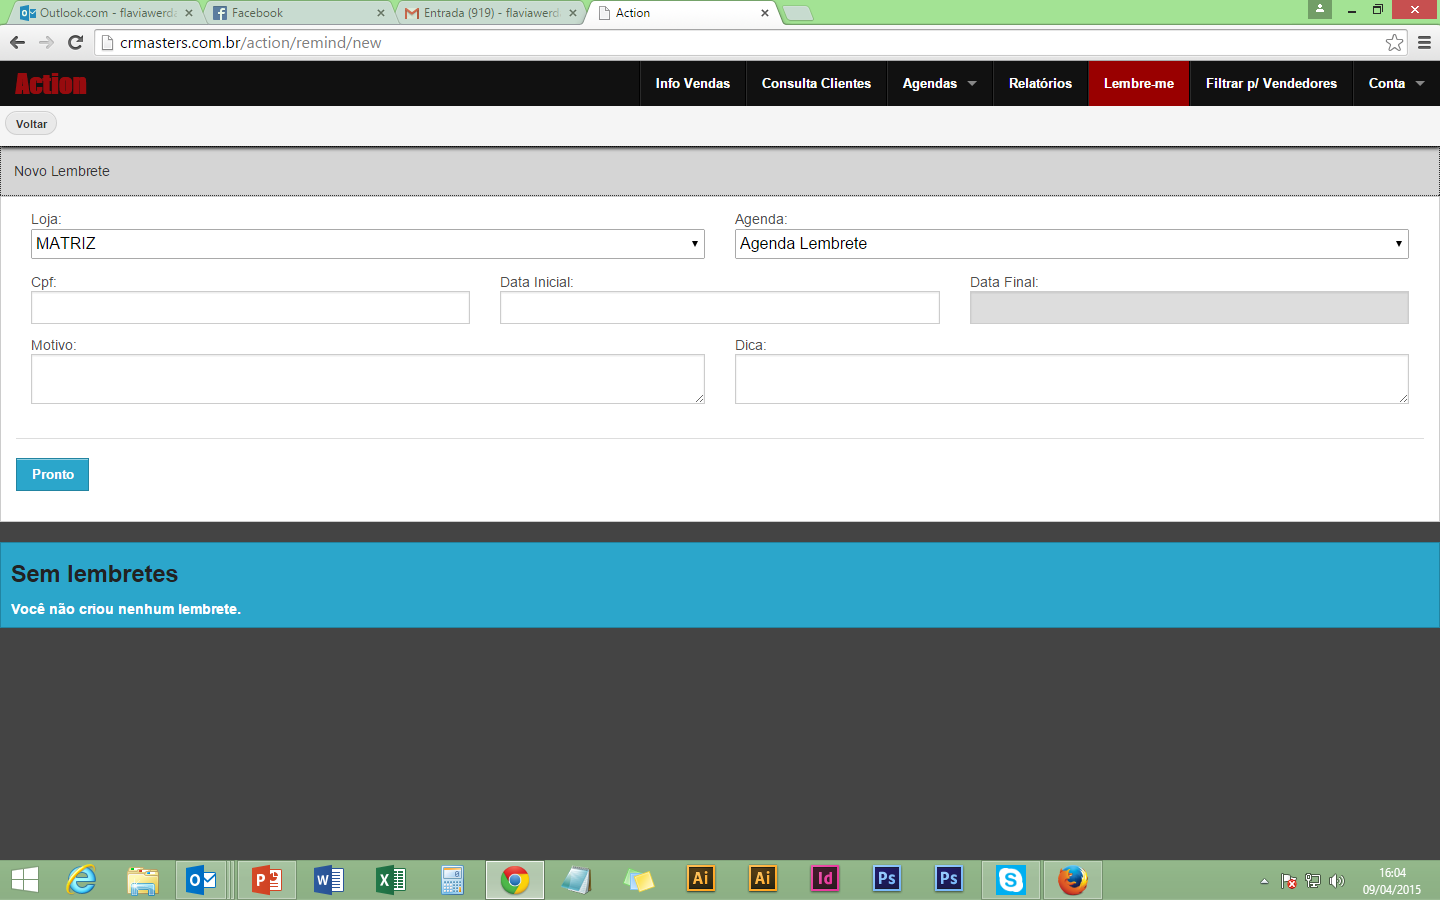 Outlook.com - flaviawerda
Facebook
Entrada (919) - flaviawerda
Action
crmasters.com.br/action/remind/new
Action
Info Vendas
Consulta Clientes
Agendas
Relatórios
Lembre-me
Filtrar p/ Vendedores
Conta
Voltar
Novo Lembrete
Loja:
Agenda:
MATRIZ
Agenda Lembrete
Cpf:
Data Inicial:
Data Final:
Motivo:
Dica:
Pronto
Sem lembretes
Você não criou nenhum lembrete.
Ai
Ai
Id
Ps
Ps
16:04
09/04/2015